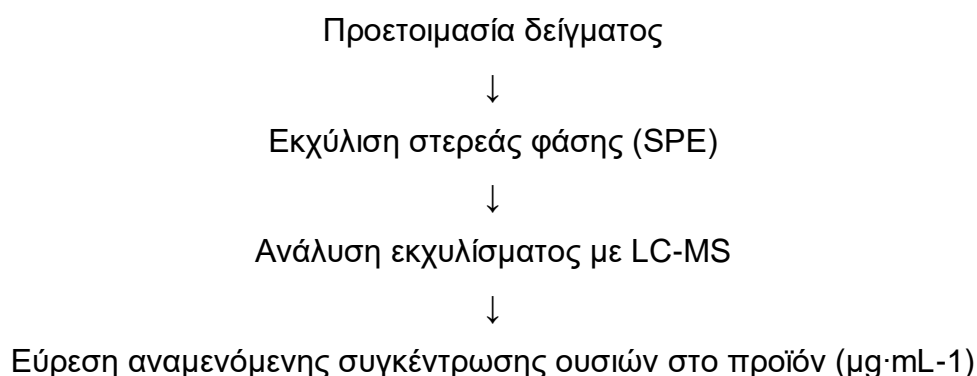 Προετοιμασία δείγματος
↓
Εκχύλιση στερεάς φάσης (SPE)
↓
Ανάλυση εκχυλίσματος με LC-MS
↓
Εύρεση αναμενόμενης συγκέντρωσης ουσιών στο προϊόν (μg·mL-1)